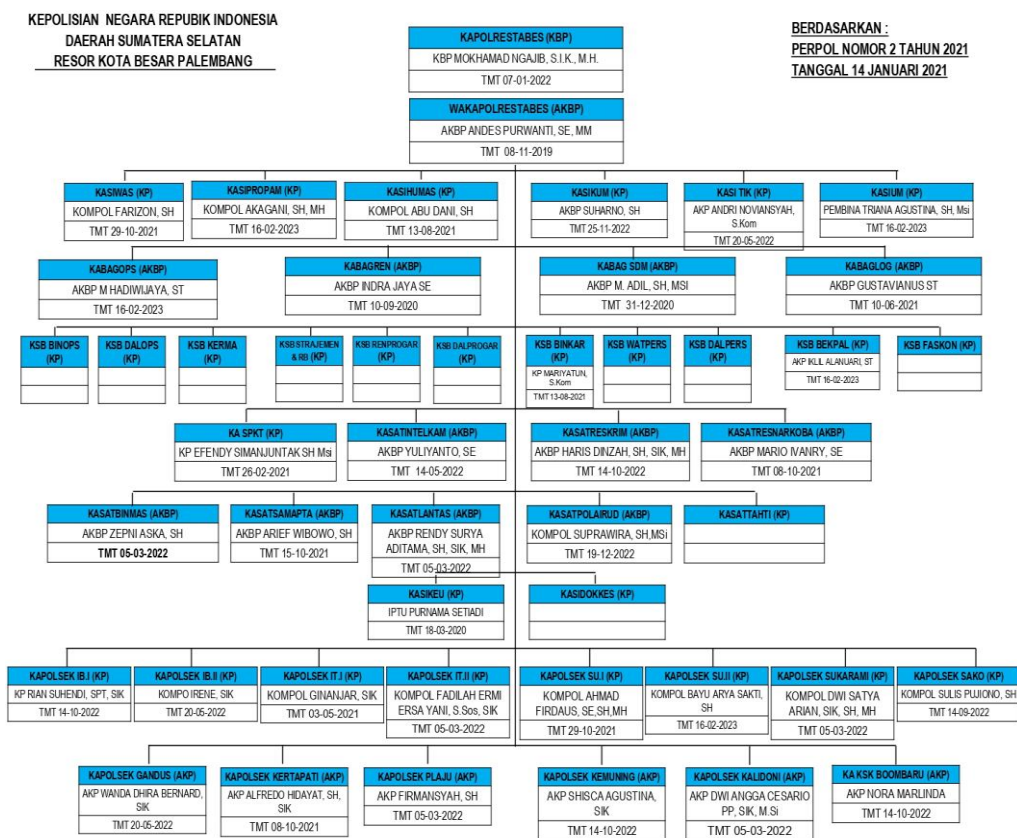 KEPOLISIAN NEGARA REPUBIK INDONESIA
DAERAH SUMATERA SELATAN
RESOR KOTA BESAR PALEMBANG
BERDASARKAN :
PERPOL NOMOR 2 TAHUN 2021
TANGGAL 14 JANUARI 2021
KAPOLRESTABES (KBP)
KBP MOKHAMAD NGAJIB, S.I.K., M.H.
TMT 07-01-2022
WAKAPOLRESTABES (AKBP)
AKBP ANDES PURWANTI, SE, MM
TMT 08-11-2019
KASIWAS (KP)
KOMPOL FARIZON, SH
TMT 29-10-2021
KASIPROPAM (KP)
KOMPOL AKAGANI, SH, MH
TMT 16-02-2023
KASIHUMAS (KP)
KOMPOL ABU DANI, SH
TMT 13-08-2021
KASIKUM (KP)
AKBP SUHARNO, SH
TMT 25-11-2022
KASI TIK (KP)
AKP ANDRI NOVIANSYAH,
S.Kom
TMT 20-05-2022
KASIUM (KP)
PEMBINA TRIANA AGUSTINA, SH, Msi
TMT 16-02-2023
KABAGOPS (AKBP)
AKBP M HADIWIJAYA, ST
TMT 16-02-2023
KABAGREN (AKBP)
AKBP INDRA JAYA SE
TMT 10-09-2020
KABAG SDM (AKBP)
AKBP M. ADIL, SH, MSI
TMT 31-12-2020
KABAGLOG (AKBP)
AKBP GUSTAVIANUS ST
TMT 10-06-2021
KSB BINOPS
(KP)
KSB DALOPS
(KP)
KSB KERMA
(KP)
KSB STRAJEMEN
& RB (KP)
KSB RENPROGAR
(KP)
KSB DALPROGAR
(KP)
KSB BINKAR
(KP)
KP MARIYATUN,
S.Kom
TMT 13-08-2021
KSB WATPERS
(KP)
KSB DALPERS
(KP)
KSB BEKPAL
(KP)
AKP IKLIL ALANUARI, ST
TMT 16-02-2023
KSB FASKON (KP)
KA SPKT (KP)
KP EFENDY SIMANJUNTAK SH Msi
TMT 26-02-2021
KASATINTELKAM (AKBP)
AKBP YULIYANTO, SE
TMT 14-05-2022
KASATRESKRIM (AKBP)
AKBP HARIS DINZAH, SH, SIK, MH
TMT 14-10-2022
KASATRESNARKOBA (AKBP)
AKBP MARIO IVANRY, SE
TMT 08-10-2021
KASATBINMAS (AKBP)
AKBP ZEPNI ASKA, SH
TMT 05-03-2022
KASATSAMAPTA (AKBP)
AKBP ARIEF WIBOWO, SH
TMT 15-10-2021
KASATLANTAS (AKBP)
AKBP RENDY SURYA
ADITAMA, SH, SIK, MH
TMT 05-03-2022
KASATPOLAIRUD (AKBP)
KOMPOL SUPRAWIRA, SH,MSi
TMT 19-12-2022
KASATTAHTI (KP)
KASIKEU (KP)
IPTU PURNAMA SETIADI
TMT 18-03-2020
KASIDOKKES (KP)
KAPOLSEK IB.I (KP)
KP RIAN SUHENDI, SPT, SIK
TMT 14-10-2022
KAPOLSEK IB.II (KP)
KOMPO IRENE, SIK
TMT 20-05-2022
KAPOLSEK IT.I (KP)
KOMPOL GINANJAR, SIK
TMT 03-05-2021
KAPOLSEK IT.II (KP)
KOMPOL FADILAH ERMI
ERSA YANI, S.Sos, SIK
TMT 05-03-2022
KAPOLSEK SU.I (KP)
KOMPOL AHMAD
FIRDAUS, SE,SH,MH
TMT 29-10-2021
KAPOLSEK SU.II (KP)
KOMPOL BAYU ARYA SAKTI,
SH
TMT 16-02-2023
KAPOLSEK SUKARAMI (KP)
KOMPOL DWI SATYA
ARIAN, SIK, SH, MH
TMT 05-03-2022
KAPOLSEK SAKO (KP)
KOMPOL SULIS PUJIONO, SH
TMT 14-09-2022
KAPOLSEK GANDUS (AKP)
AKP WANDA DHIRA BERNARD,
SIK
TMT 20-05-2022
KAPOLSEK KERTAPATI (AKP)
AKP ALFREDO HIDAYAT, SH,
SIK
TMT 08-10-2021
KAPOLSEK PLAJU (AKP)
AKP FIRMANSYAH, SH
TMT 05-03-2022
KAPOLSEK KEMUNING (AKP)
AKP SHISCA AGUSTINA,
SIK
TMT 14-10-2022
KAPOLSEK KALIDONI (AKP)
AKP DWI ANGGA CESARIO
PP, SIK, M.Si
TMT 05-03-2022
KA KSK BOOMBARU (AKP)
AKP NORA MARLINDA
TMT 14-10-2022